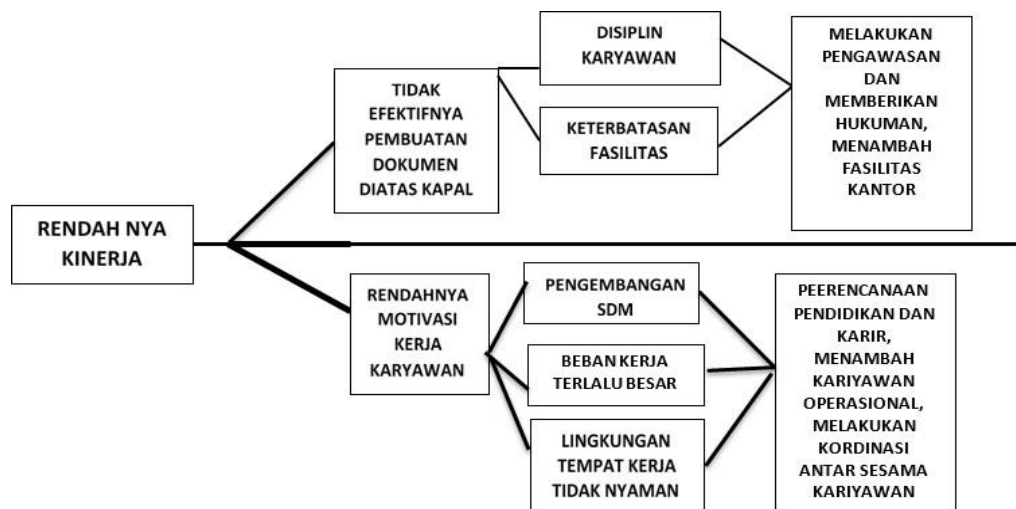 RENDAH NYA
KINERJA
TIDAK
EFEKTIFNYA
PEMBUATAN
DOKUMEN
DIATAS KAPAL
DISIPLIN
KARYAWAN
KETERBATASAN
FASILITAS
MELAKUKAN
PENGAWASAN
DAN
MEMBERIKAN
HUKUMAN,
MENAMBAH
FASILITAS
KANTOR
RENDAHNYA
MOTIVASI
KERJA
KARYAWAN
PENGEMBANGAN
SDM
BEBAN KERJA
TERLALU BESAR
LINGKUNGAN
TEMPAT KERJA
TIDAK NYAMAN
PEERENCANAAN
PENDIDIKAN DAN
KARIR,
MENAMBAH
KARIYAWAN
OPERASIONAL,
MELAKUKAN
KORDINASI
ANTAR SESAMA
KARIYAWAN